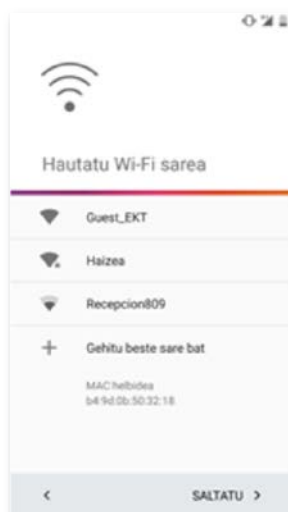 Hautatu Wi-Fi sarea
Guest_EKT
Haizea
Recepcion809
Gehitu beste sare bat
MAC helbidea
b4:9d:0b:50:32:18
SALTATU